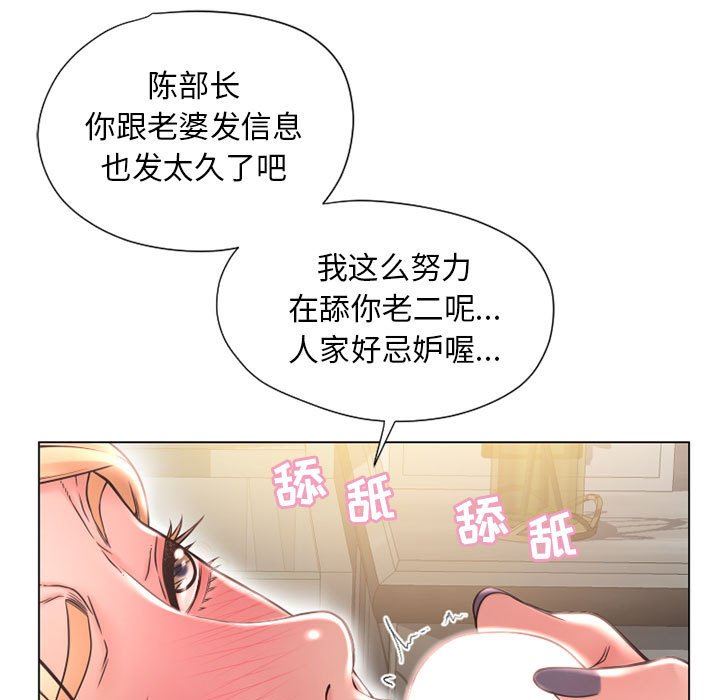 陈部长
你跟老婆发信息
也发太久了吧
我这么努力
在舔你老二呢...
人家好忌妒喔...
舔 舐 舔 舐